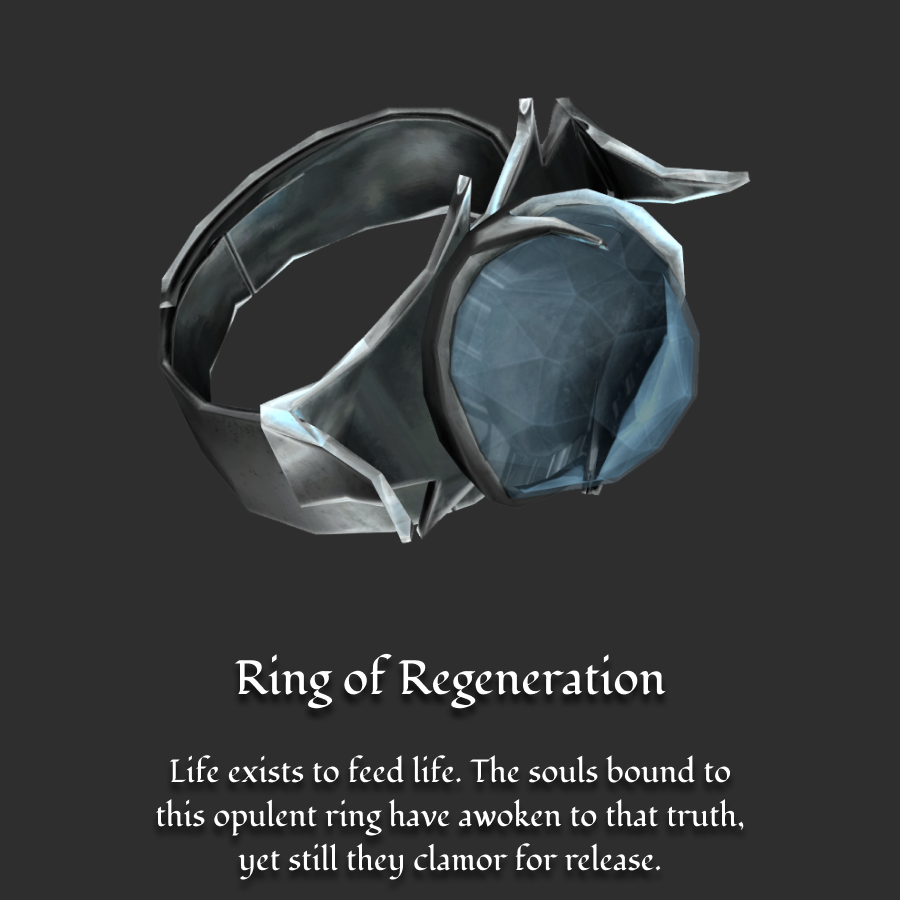 Ring of Regeneration
Life exists to feed life. The souls bound to
this opulent ring have awoken to that truth,
yet still they clamor for release.